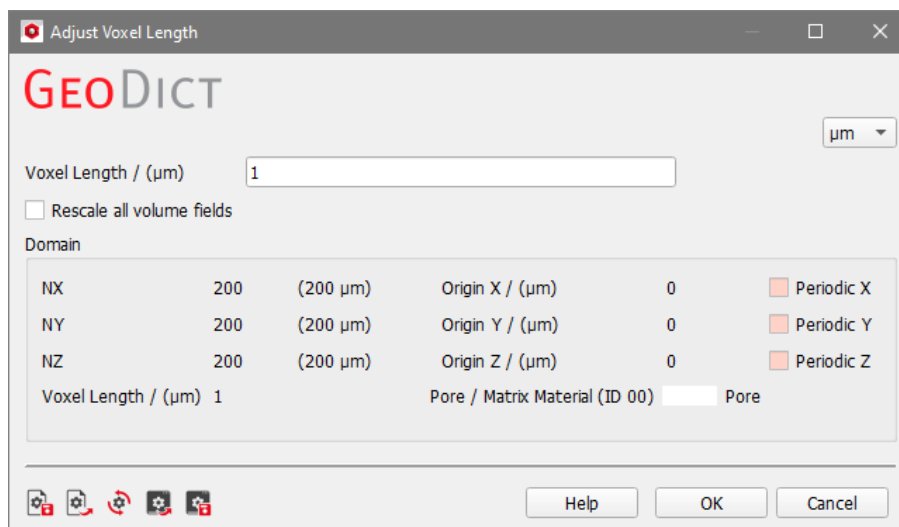 Adjust Voxel Length
GEODICT
µm
Voxel Length / (µm) 1
Rescale all volume fields
Domain
NX 200 (200 µm) Origin X / (µm) 0 Periodic X
NY 200 (200 µm) Origin Y / (µm) 0 Periodic Y
NZ 200 (200 µm) Origin Z / (µm) 0 Periodic Z
Voxel Length / (µm) 1 Pore / Matrix Material (ID 00) Pore
Help OK Cancel